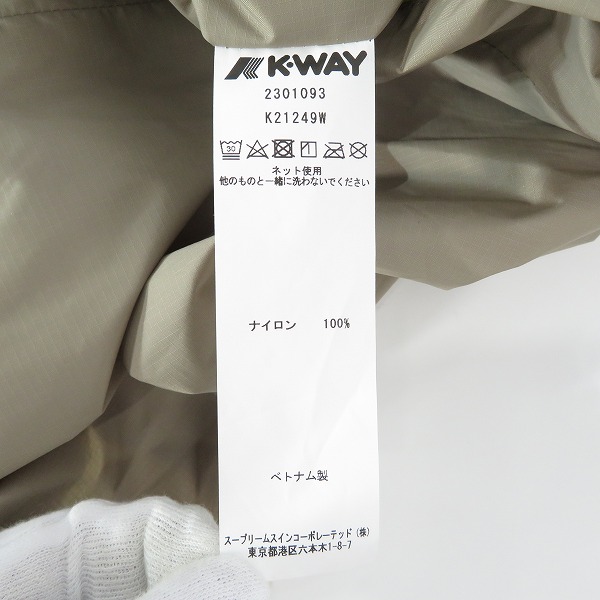 K-WAY
2301093
K21249W
30
ネット使用
他のものと一緒に洗わないでください
ナイロン 100%
ベトナム製
スープリームスインコーポレーテッド(株)
東京都港区六本木1-8-7